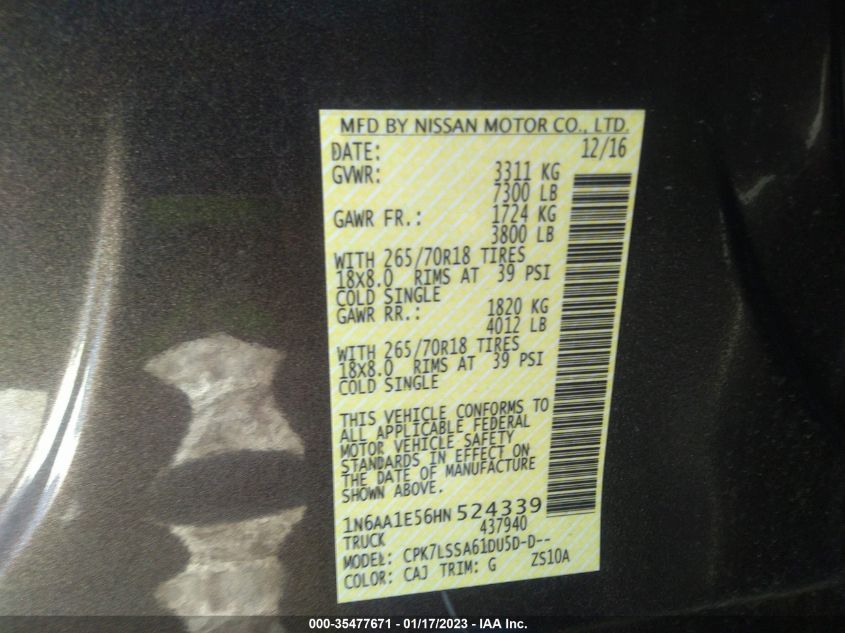 MFD BY NISSAN MOTOR CO., LTD.
DATE: 12/16
GVWR: 3311 KG
7300 LB
GAWR FR.: 1724 KG
3800 LB
WITH 265/70R18 TIRES
18X8.0 RIMS AT 39 PSI
COLD SINGLE
GAWR RR.: 1820 KG
4012 LB
WITH 265/70R18 TIRES
18X8.0 RIMS AT 39 PSI
COLD SINGLE
THIS VEHICLE CONFORMS TO
ALL APPLICABLE FEDERAL
MOTOR VEHICLE SAFETY
STANDARDS IN EFFECT ON
THE DATE OF MANUFACTURE
SHOWN ABOVE.
1N6AA1E56HN 524339
TRUCK 437940
MODEL: CPK7LSSA61DU5D-D--
COLOR: CAJ TRIM: G ZS10A
000-35477671 - 01/17/2023 - IAA Inc.